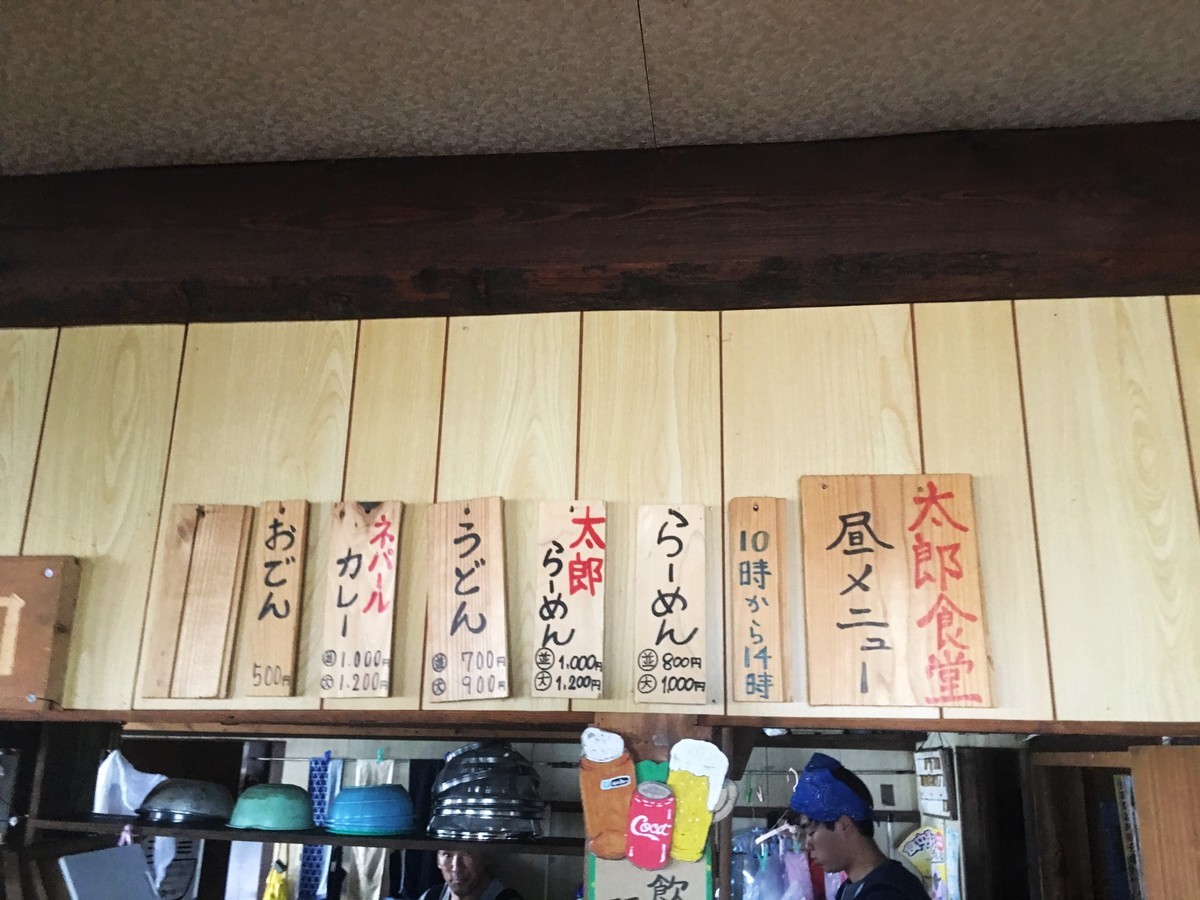 太郎食堂
昼メニュー
10時から14時
らーめん
並 800円
大 1,000円
太郎
らーめん
並 1,000円
大 1,200円
うどん
並 700円
大 900円
ネパール
カレー
並 1.000円
大 1.200円
おでん
500円
Coca
飲